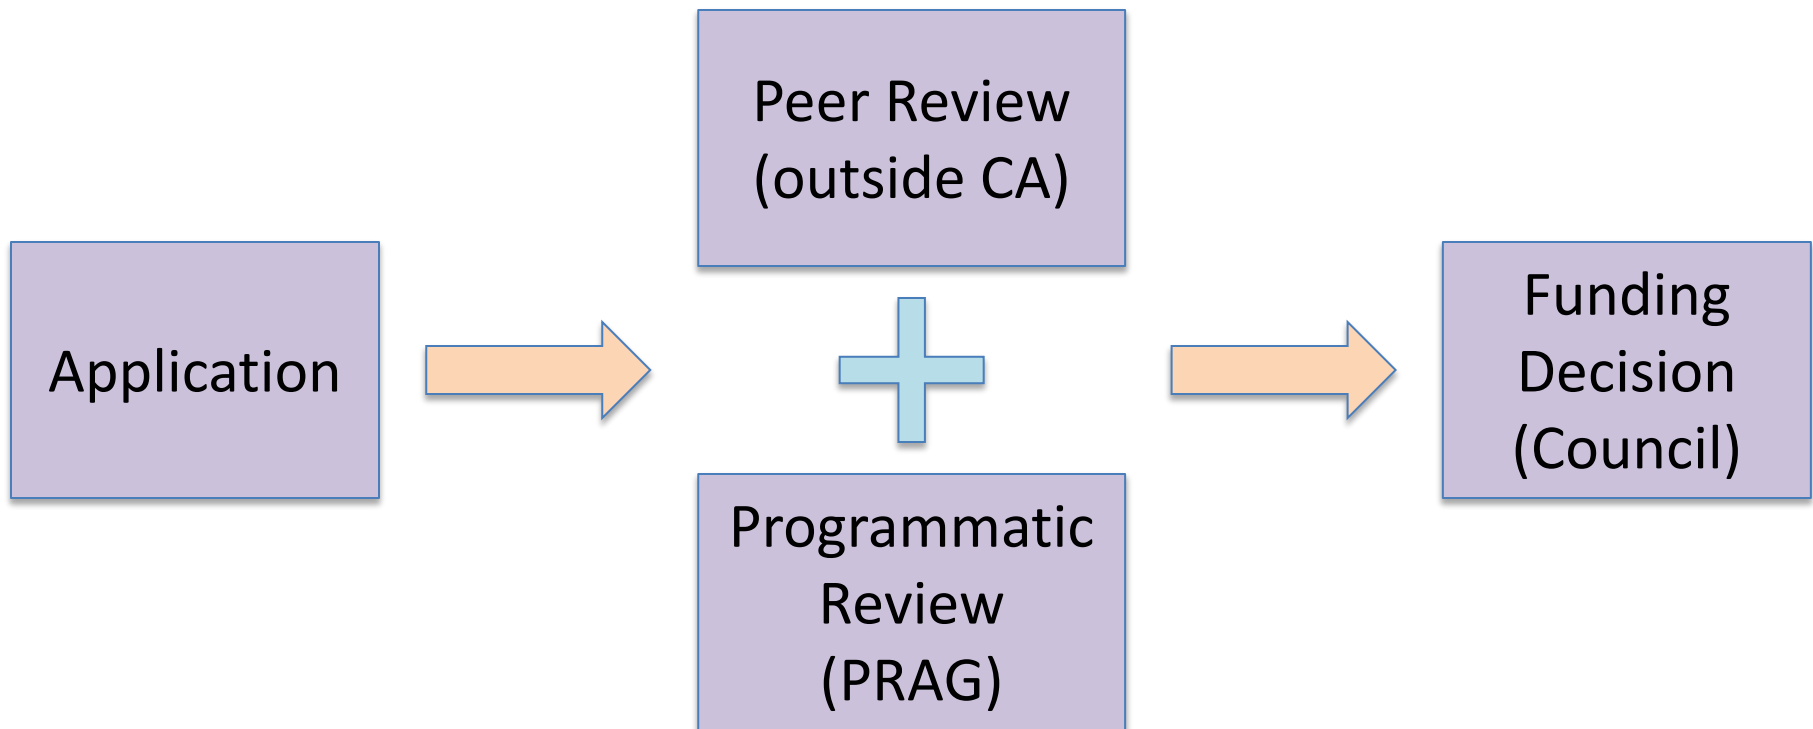 Application
Peer Review
(outside CA)
Programmatic
Review
(PRAG)
Funding
Decision
(Council)